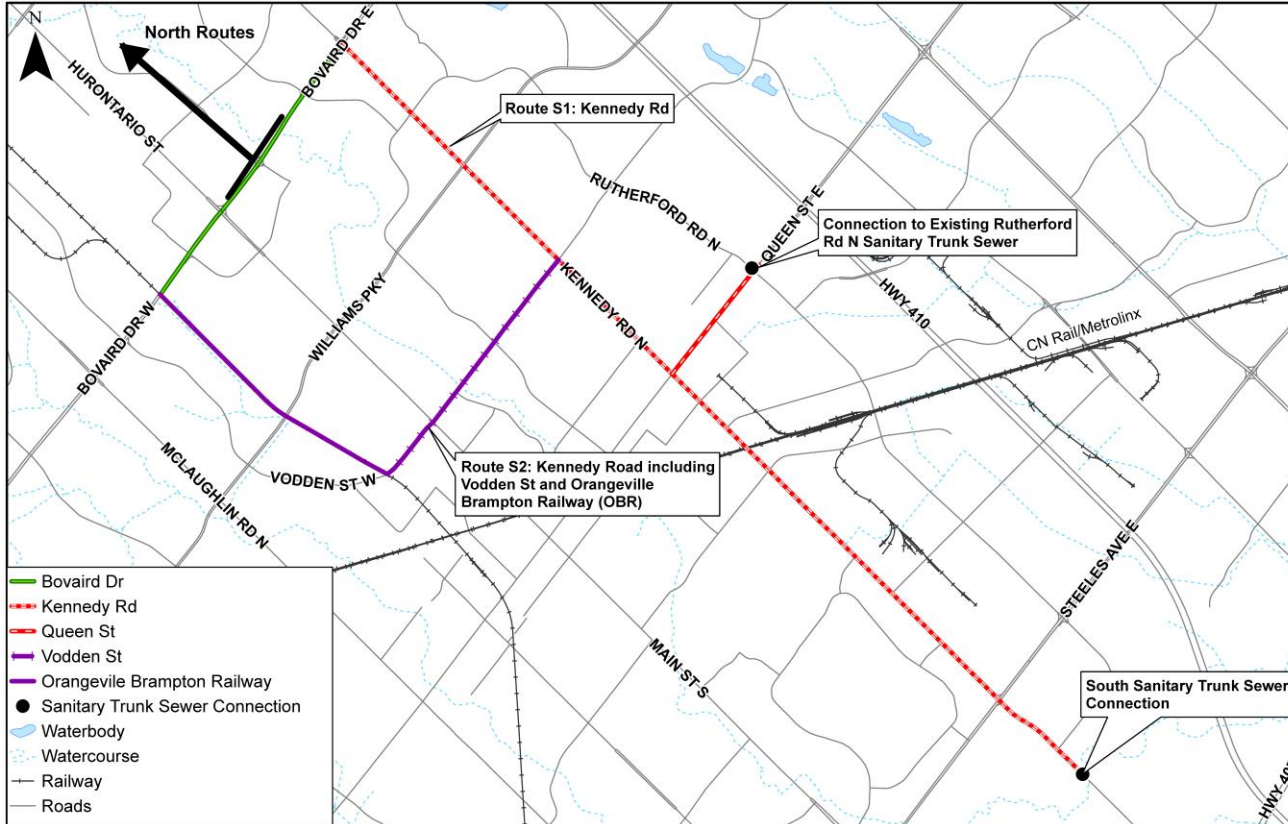 N
North Routes
BOVAIRD DR E
HURONTARIO ST
Route S1: Kennedy Rd
RUTHERFORD RD N
QUEEN ST E
Connection to Existing Rutherford
Rd N Sanitary Trunk Sewer
KENNEDY RD N
HWY 410
WILLIAMS PKY
CN Rail/Metrolinx
BOVAIRD DR W
Route S2: Kennedy Road including
Vodden St and Orangeville
Brampton Railway (OBR)
VODDEN ST W
MCLAUGHLIN RD N
STEELES AVE E
MAIN ST S
South Sanitary Trunk Sewer
Connection
Bovaird Dr
Kennedy Rd
Queen St
Vodden St
Orangevile Brampton Railway
Sanitary Trunk Sewer Connection
Waterbody
Watercourse
Railway
Roads